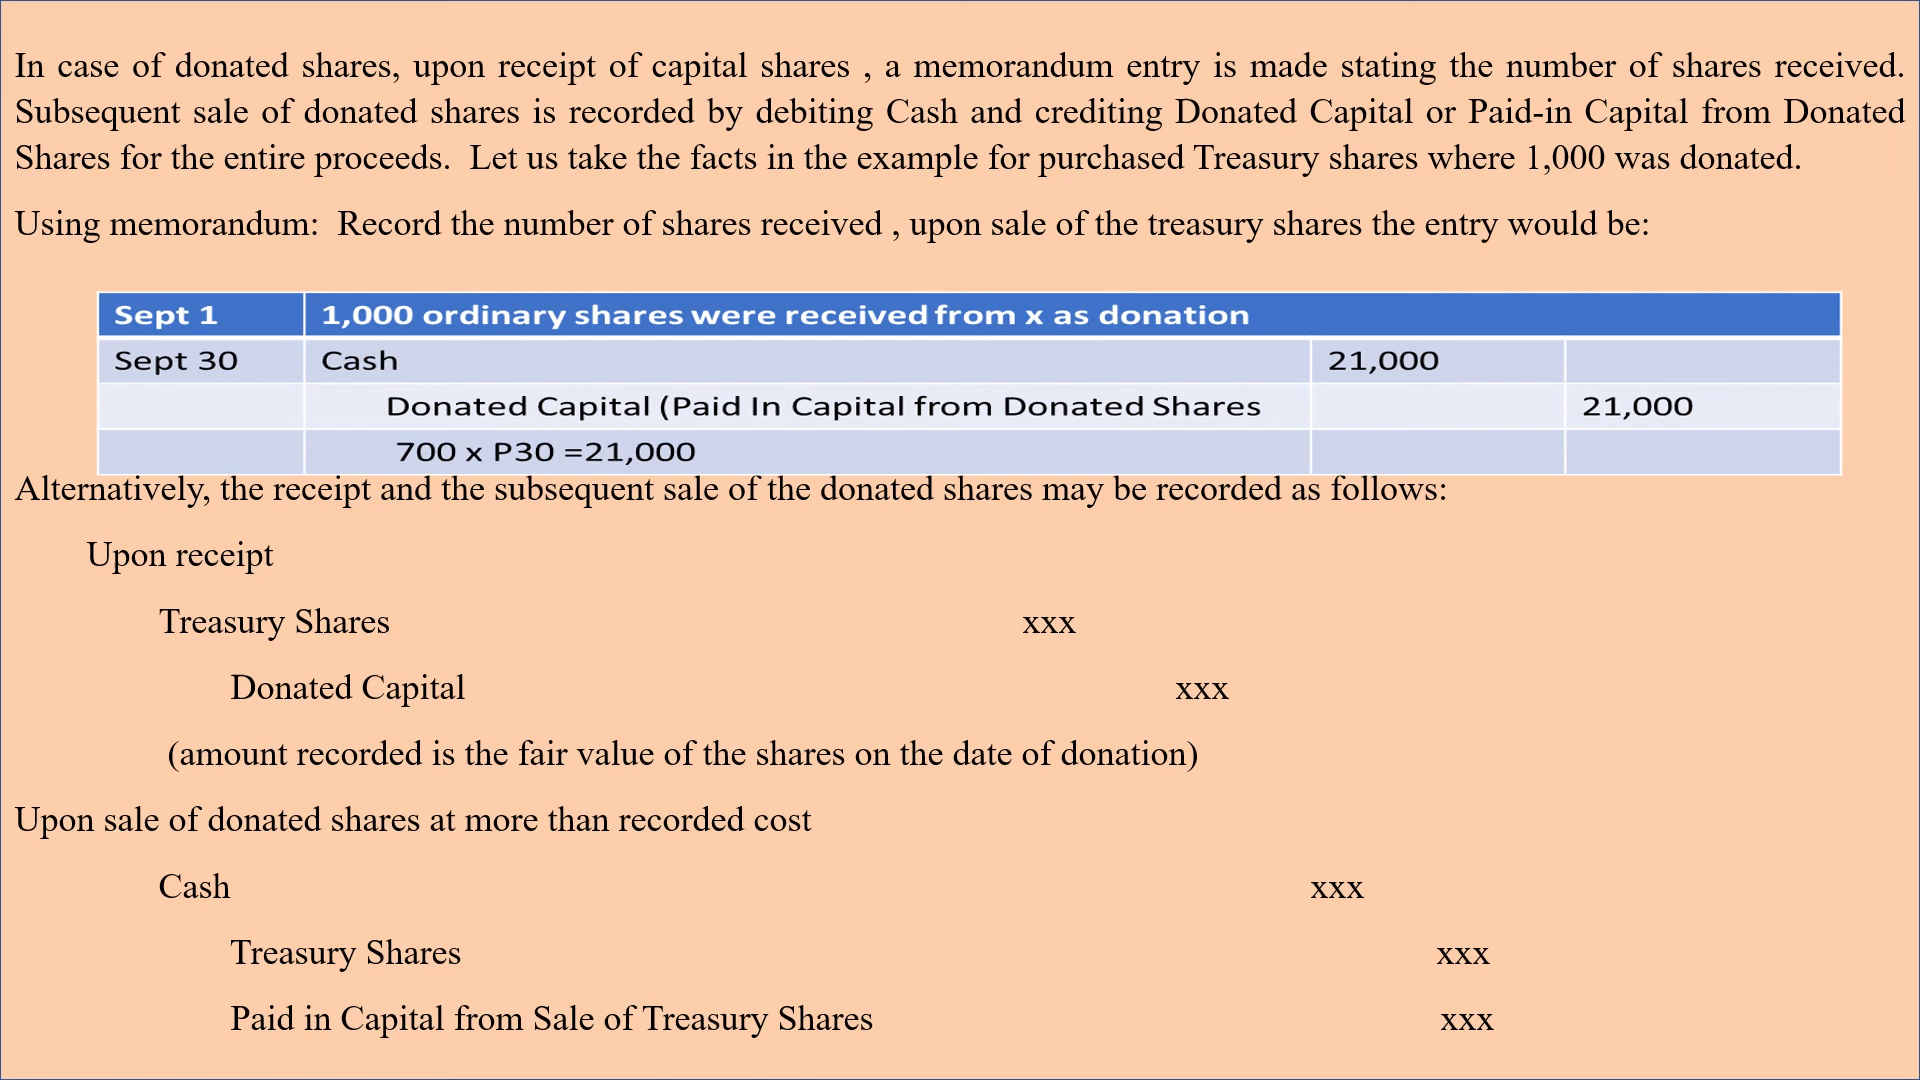 In case of donated shares, upon receipt of capital shares , a memorandum entry is made stating the number of shares received.
Subsequent sale of donated shares is recorded by debiting Cash and crediting Donated Capital or Paid-in Capital from Donated
Shares for the entire proceeds.  Let us take the facts in the example for purchased Treasury shares where 1,000 was donated.
Using memorandum:  Record the number of shares received , upon sale of the treasury shares the entry would be:
Sept 1 1,000 ordinary shares were received from x as donation
Sept 30 Cash 21,000
Donated Capital (Paid In Capital from Donated Shares 21,000
700 x P30 =21,000
Alternatively, the receipt and the subsequent sale of the donated shares may be recorded as follows:
Upon receipt
Treasury Shares xxx
Donated Capital xxx
(amount recorded is the fair value of the shares on the date of donation)
Upon sale of donated shares at more than recorded cost
Cash xxx
Treasury Shares xxx
Paid in Capital from Sale of Treasury Shares xxx